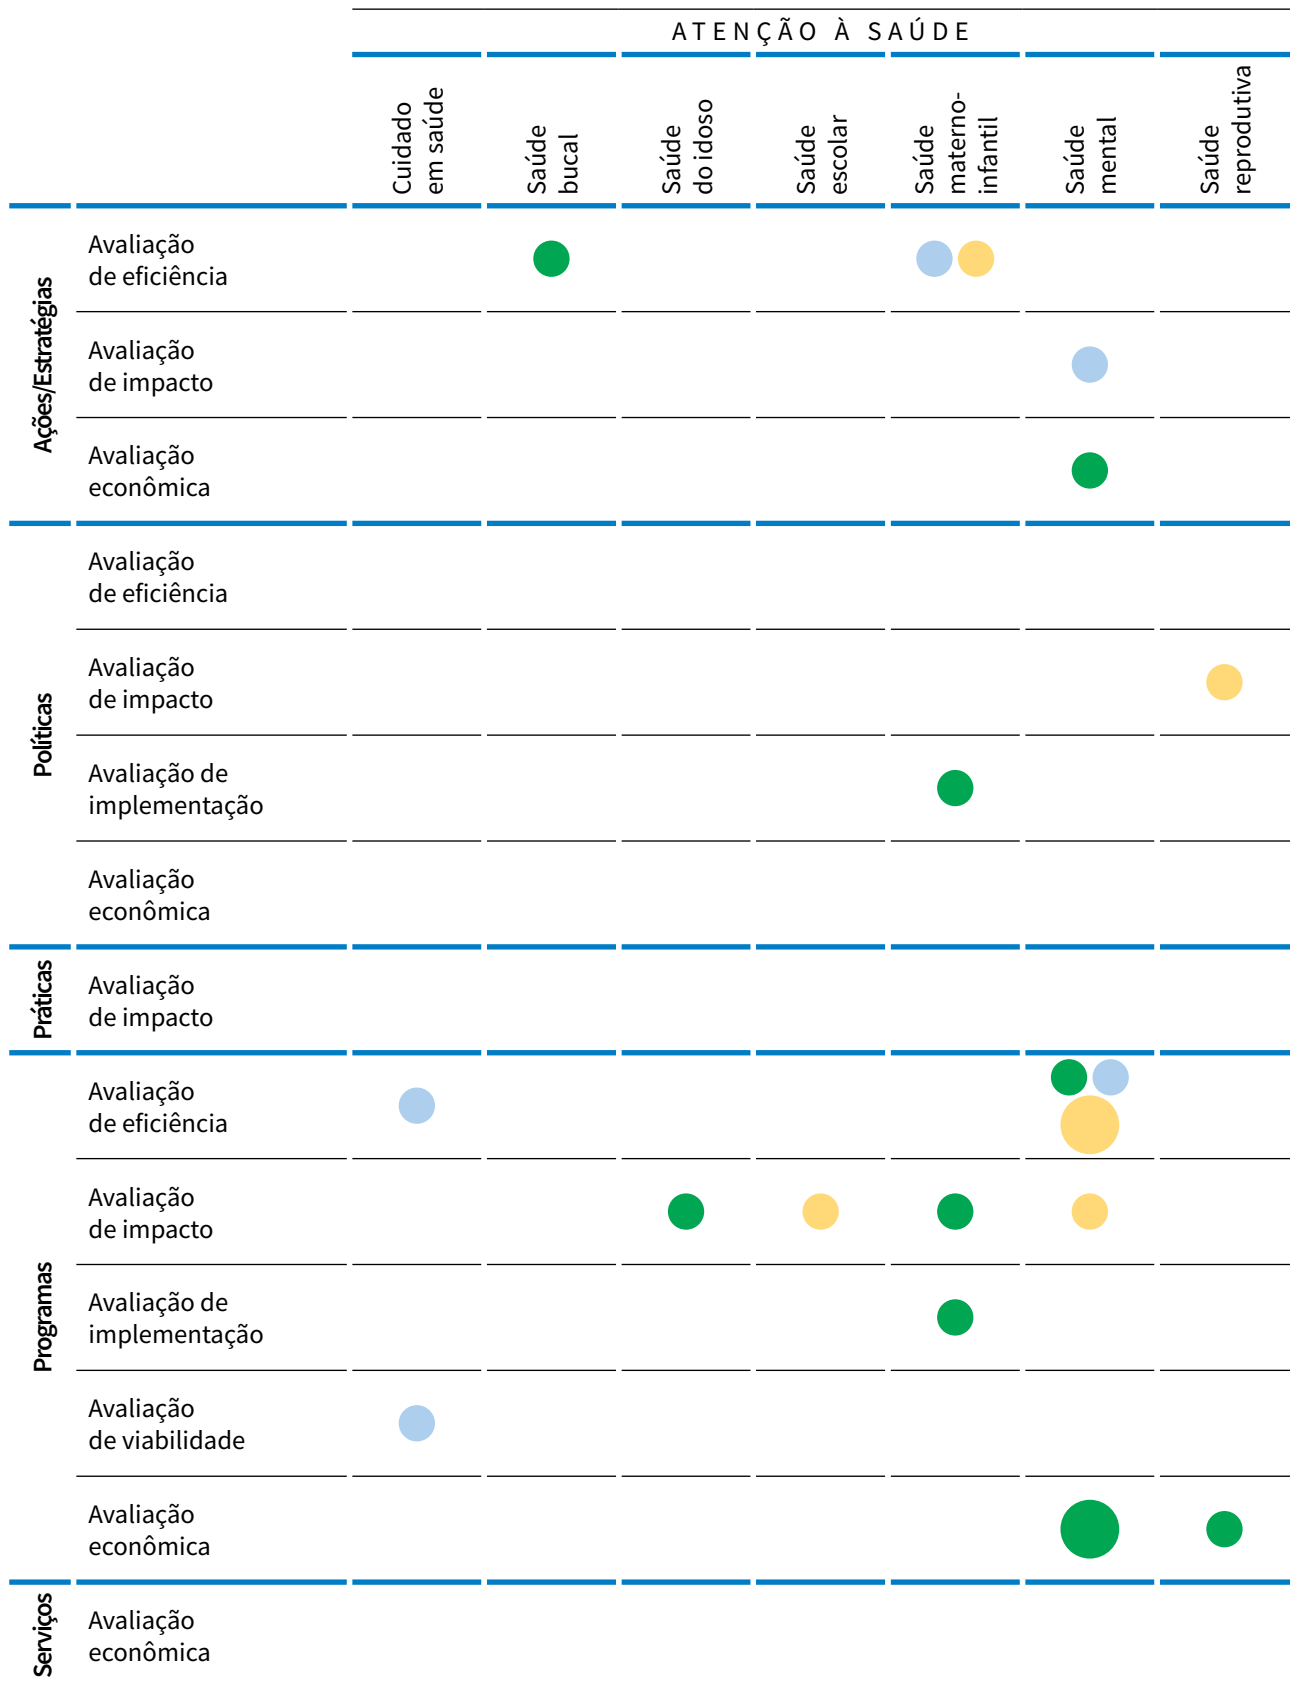 ATENÇÃO À SAÚDE
Cuidado
em saúde
Saúde
bucal
Saúde
do idoso
Saúde
escolar
Saúde
materno-
infantil
Saúde
mental
Saúde
reprodutiva
Ações/Estratégias
Avaliação
de eficiência
Avaliação
de impacto
Avaliação
econômica
Políticas
Avaliação
de eficiência
Avaliação
de impacto
Avaliação de
implementação
Avaliação
econômica
Práticas
Avaliação
de impacto
Programas
Avaliação
de eficiência
Avaliação
de impacto
Avaliação de
implementação
Avaliação
de viabilidade
Avaliação
econômica
Serviços
Avaliação
econômica